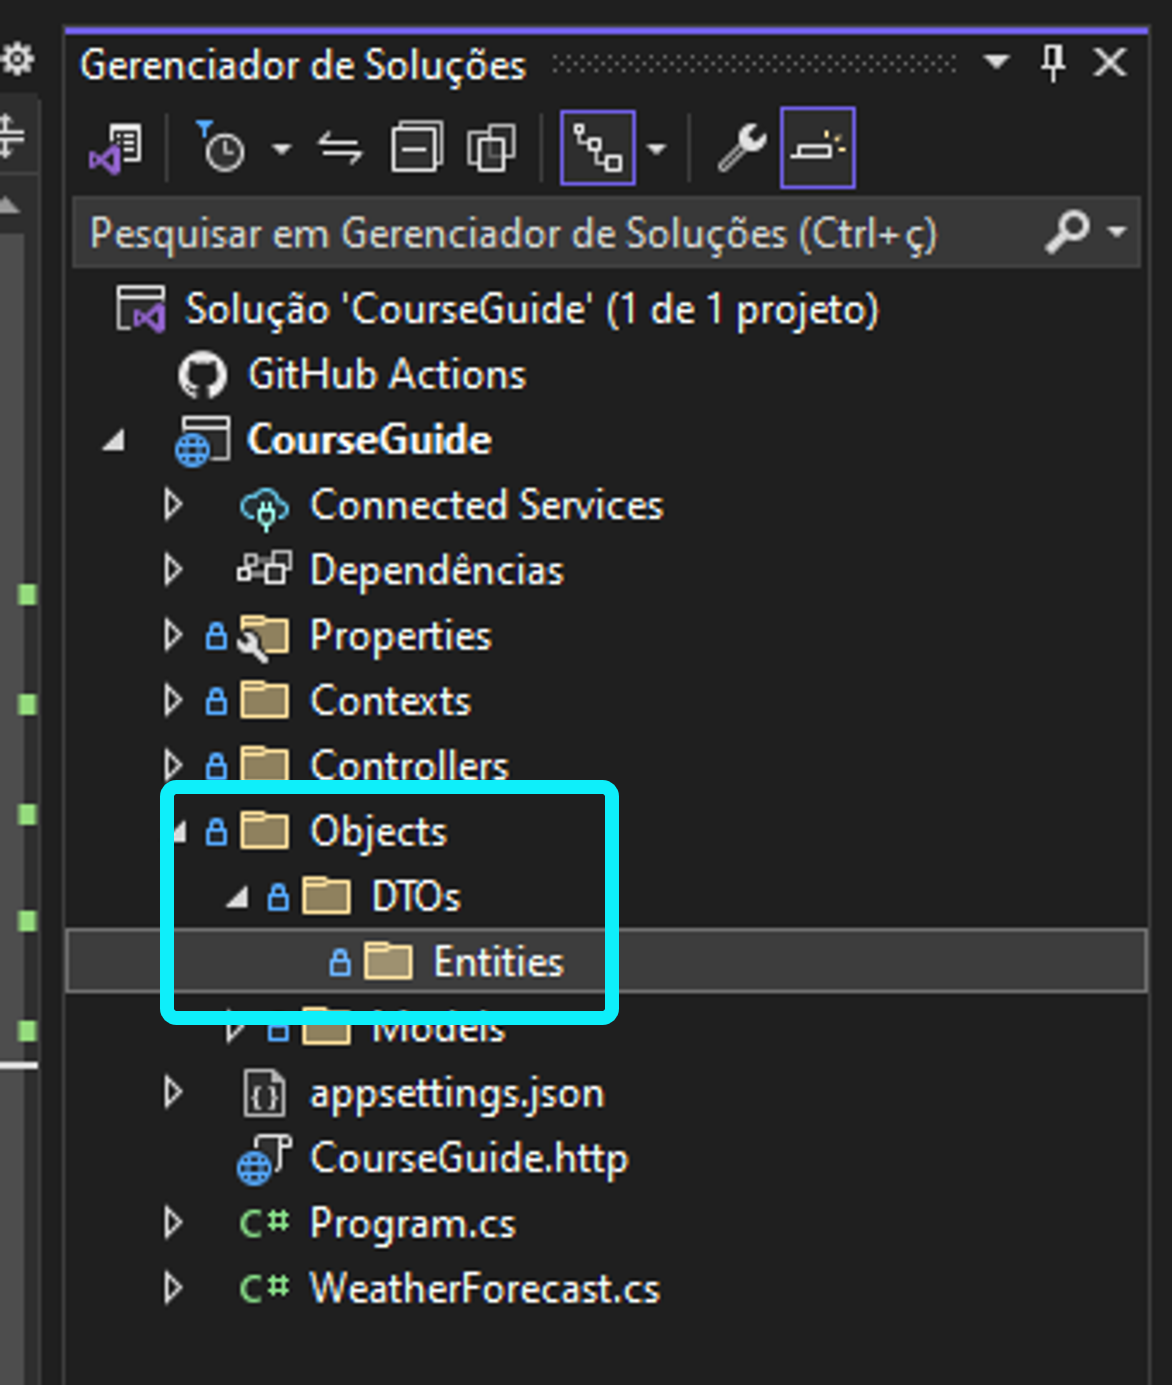 Gerenciador de Soluções
Pesquisar em Gerenciador de Soluções (Ctrl+ç)
Solução 'CourseGuide' (1 de 1 projeto)
GitHub Actions
CourseGuide
Connected Services
Dependências
Properties
Contexts
Controllers
Objects
DTOs
Entities
Models
appsettings.json
CourseGuide.http
C# Program.cs
C# WeatherForecast.cs